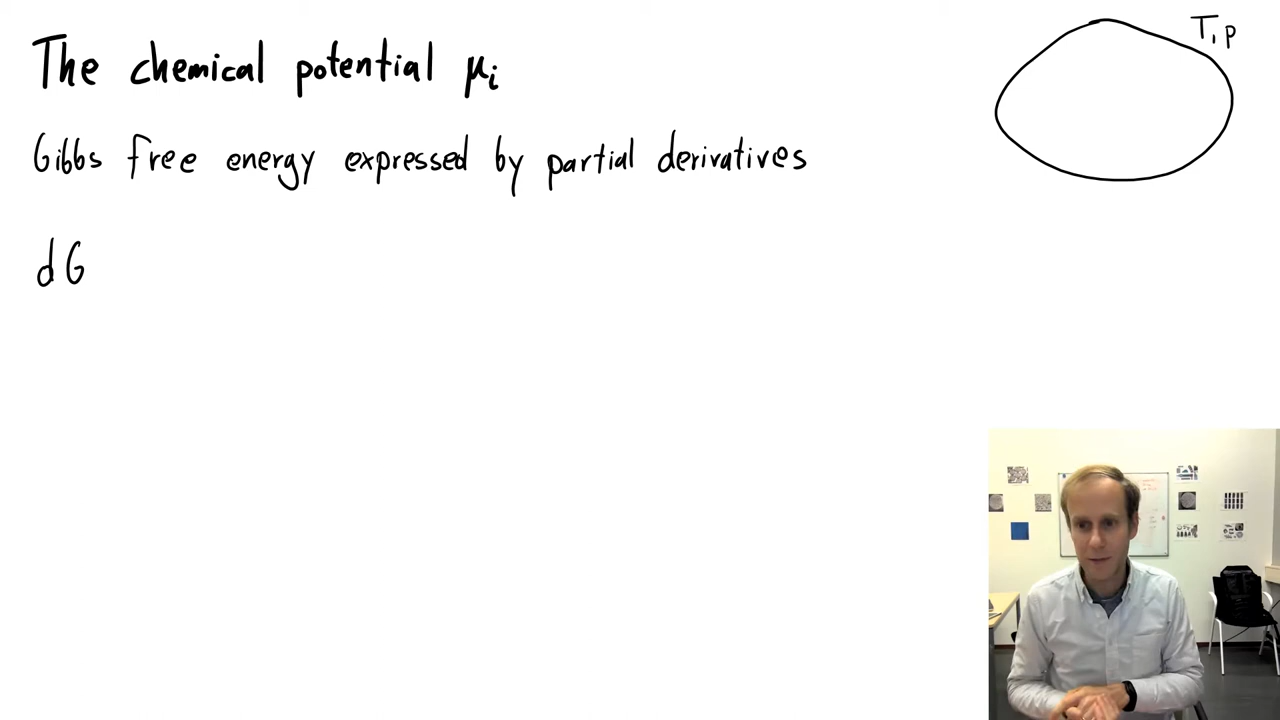 The chemical potential μi
T, p
Gibbs free energy expressed by partial derivatives
dG